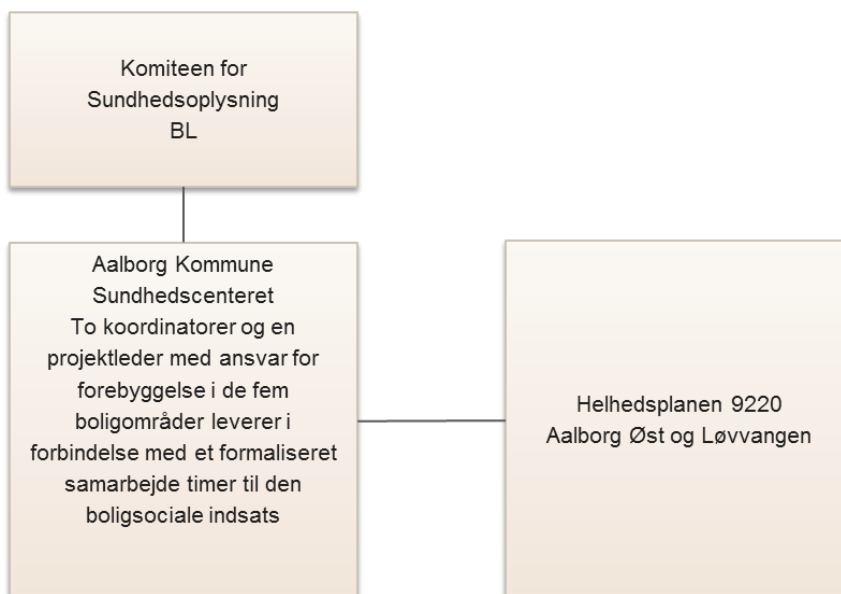 Komiteen for
Sundhedsoplysning
BL
Aalborg Kommune
Sundhedscenteret
To koordinatorer og en
projektleder med ansvar for
forebyggelse i de fem
boligområder leverer i
forbindelse med et formaliseret
samarbejde timer til den
boligsociale indsats
Helhedsplanen 9220
Aalborg Øst og Løvvangen